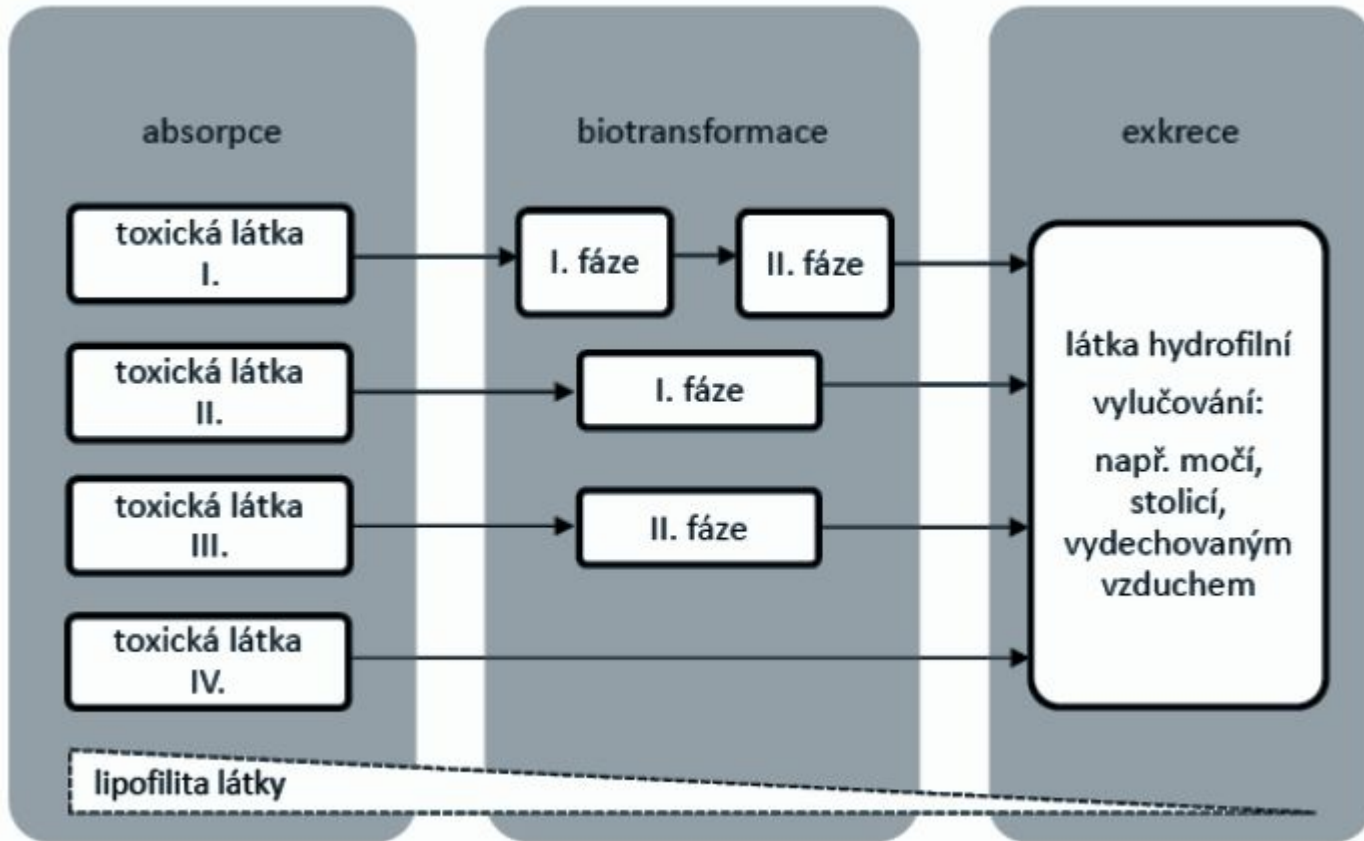 absorpce
biotransformace
exkrece
toxická látka
I.
I. fáze
II. fáze
toxická látka
II.
I. fáze
toxická látka
III.
II. fáze
toxická látka
IV.
látka hydrofilní
vylučování:
např. močí,
stolicí,
vydechovaným
vzduchem
lipofilita látky